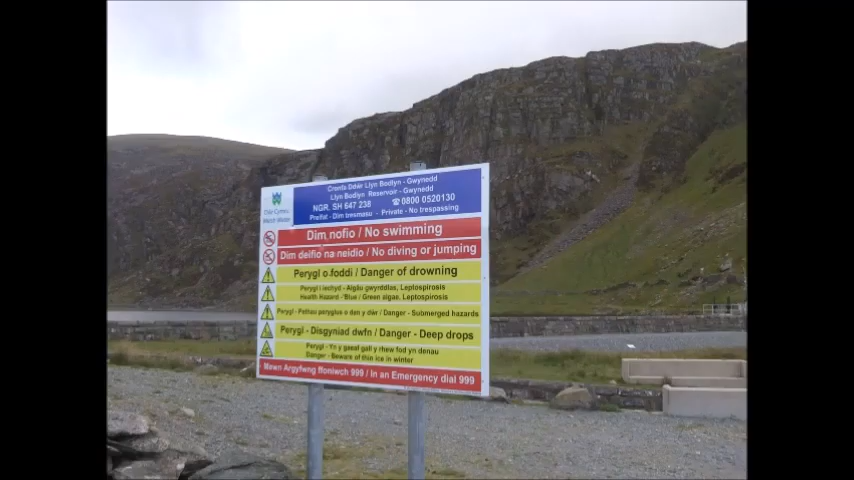 Dŵr Cymru
Welsh Water
Cronfa Ddŵr Llyn Bodlyn - Gwynedd
Llyn Bodlyn Reservoir - Gwynedd
NGR. SH 647 238 ☎0800 0520130
Preifat - Dim tresmasu - Private - No trespassing
Dim nofio / No swimming
Dim deifio na neidio / No diving or jumping
Perygl o foddi / Danger of drowning
Perygl i iechyd - Algâu gwyrddlas, Leptospirosis
Health Hazard - Blue / Green algae, Leptospirosis
Perygl - Pethau peryglus o dan y dŵr / Danger - Submerged hazards
Perygl - Disgyniad dwfn / Danger - Deep drops
Perygl - Yn y gaeaf gall y rhew fod yn denau
Danger - Beware of thin ice in winter
Mewn Argyfwng ffoniwch 999 / In an Emergency dial 999